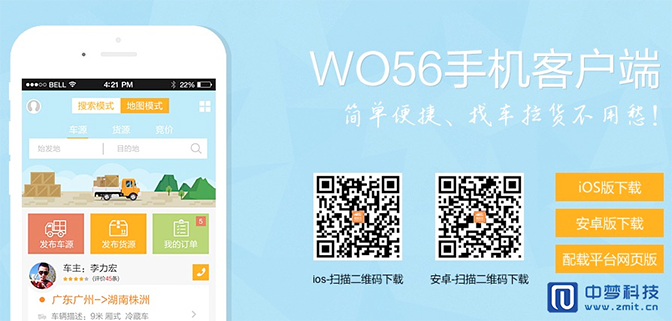 WO56手机客户端
简单便捷、找车拉货不用愁!
BELL 4:21 PM 22%
搜索模式 地图模式
车源 货源 竞价
始发地 目的地
发布车源 发布货源 我的订单 5
车主:李力宏
(评价45条)
广东广州->湖南株洲
车辆描述:9米 厢式 冷藏车
ios-扫描二维码下载
安卓-扫描二维码下载
iOS版下载
安卓版下载
配载平台网页版
中梦科技
www.zmit.cn